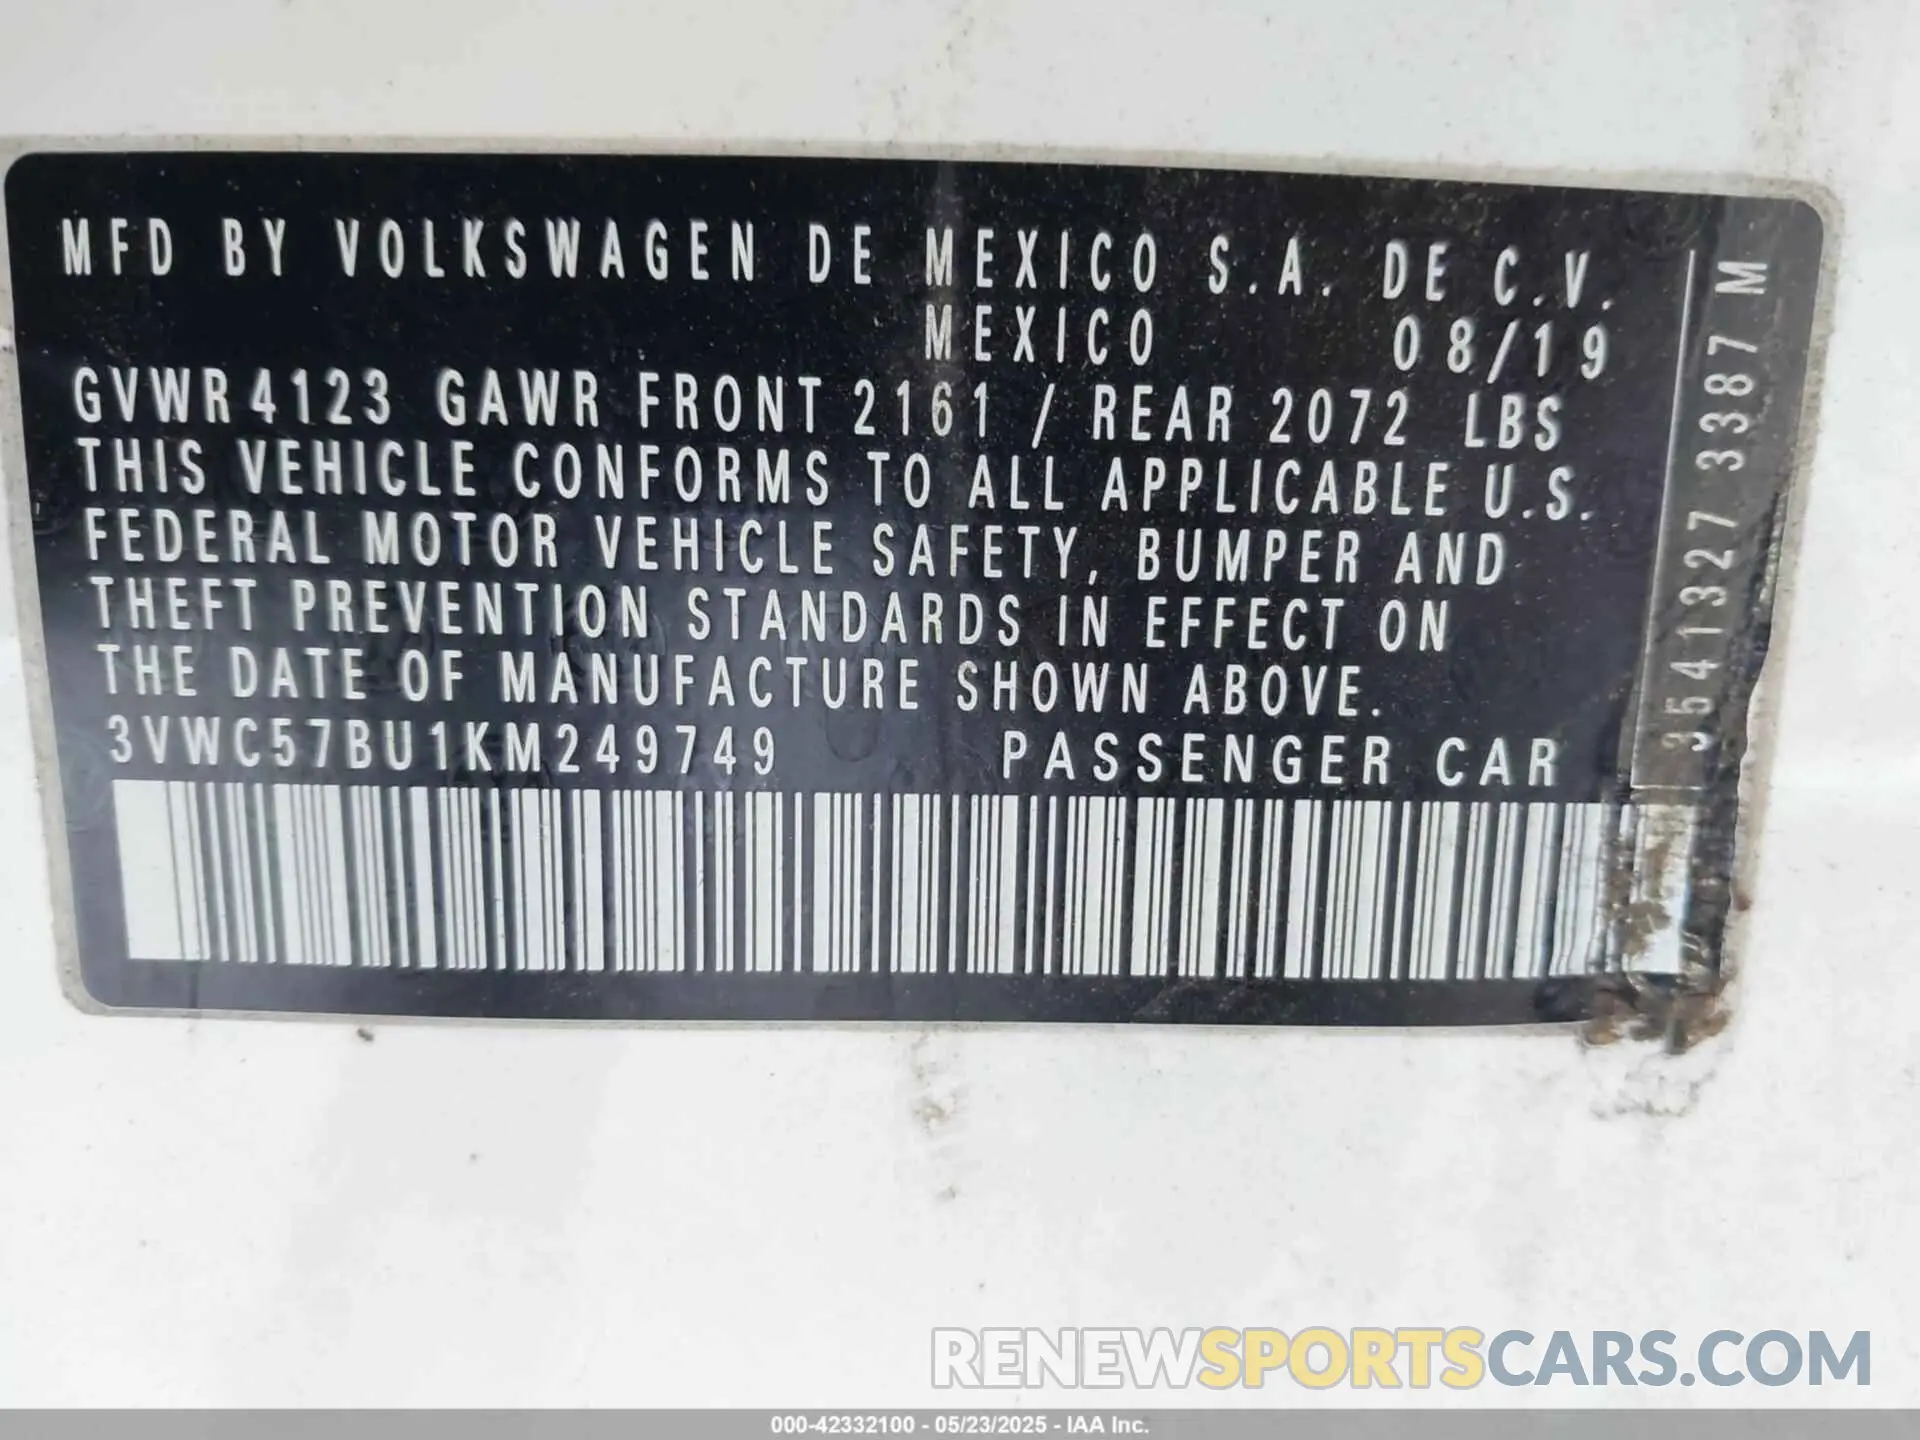 MFD BY VOLKSWAGEN DE MEXICO S.A. DE C.V.
MEXICO 08/19
GVWR 4123 GAWR FRONT 2161 / REAR 2072 LBS
THIS VEHICLE CONFORMS TO ALL APPLICABLE U.S.
FEDERAL MOTOR VEHICLE SAFETY, BUMPER AND
THEFT PREVENTION STANDARDS IN EFFECT ON
THE DATE OF MANUFACTURE SHOWN ABOVE.
3VWC57BU1KM249749 PASSENGER CAR
3541327 3387 M
RENEWSPORTSCARS.COM
000-42332100 - 05/23/2025 - IAA Inc.